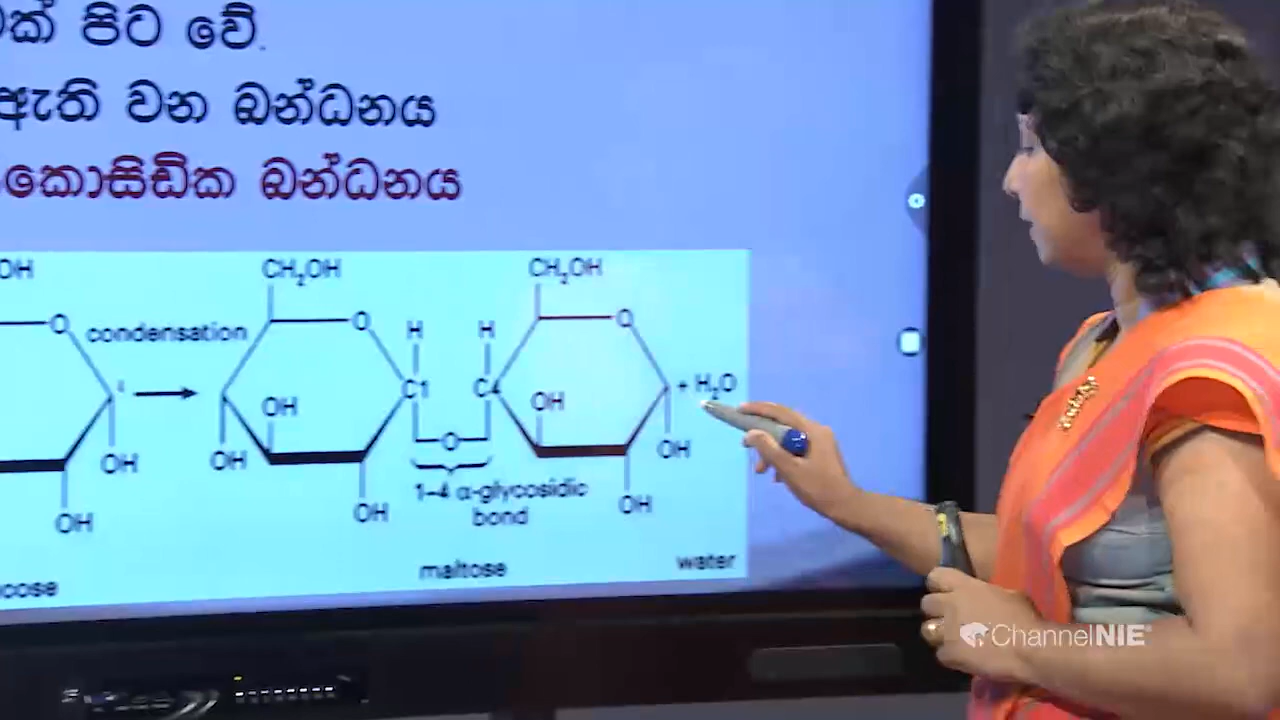 පිට වේ.
ඇති වන බන්ධනය
කොසිඩික බන්ධනය
OH CH₂OH CH₂OH
O condensation O H H O
C1 C4 + H₂O
OH OH
OH OH O OH
1–4 α-glycosidic
bond
OH OH OH
maltose water
ChannelNIE